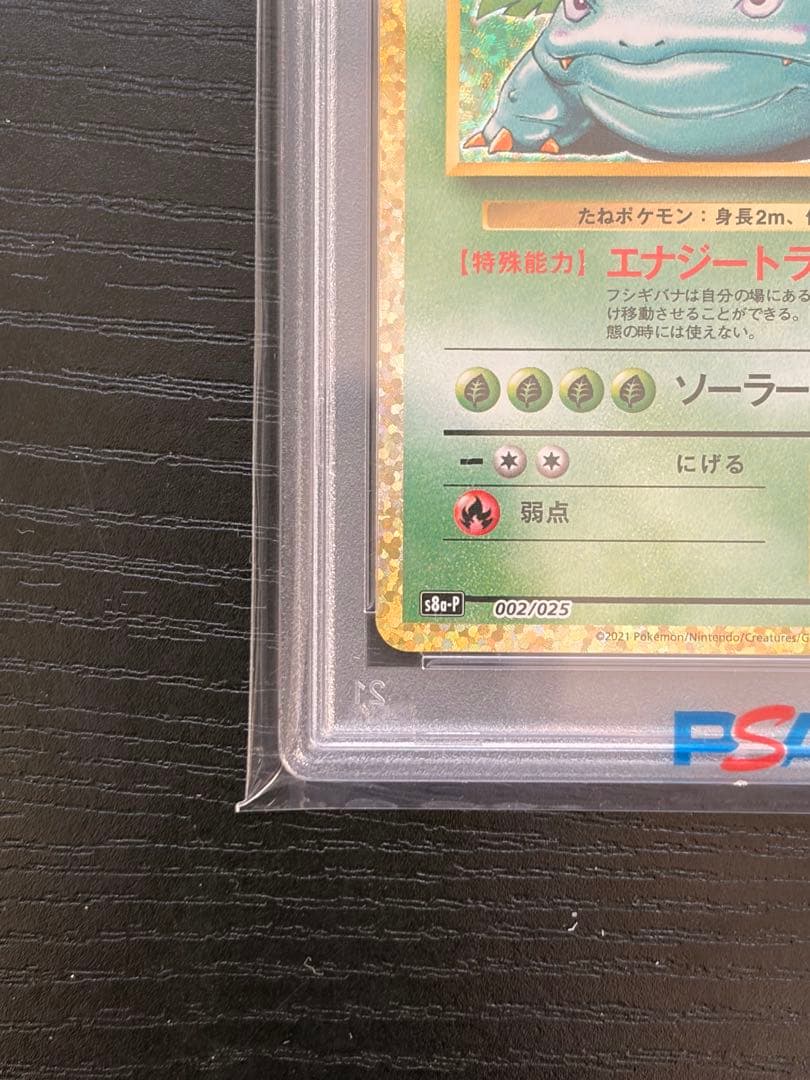 たねポケモン：身長2m、
【特殊能力】エナジートラ
フシギバナは自分の場にある
け移動させることができる。
態の時には使えない。
ソーラー
にげる
弱点
s8a-P 002/025
©2021 Pokémon/Nintendo/Creatures/G
21
PSA